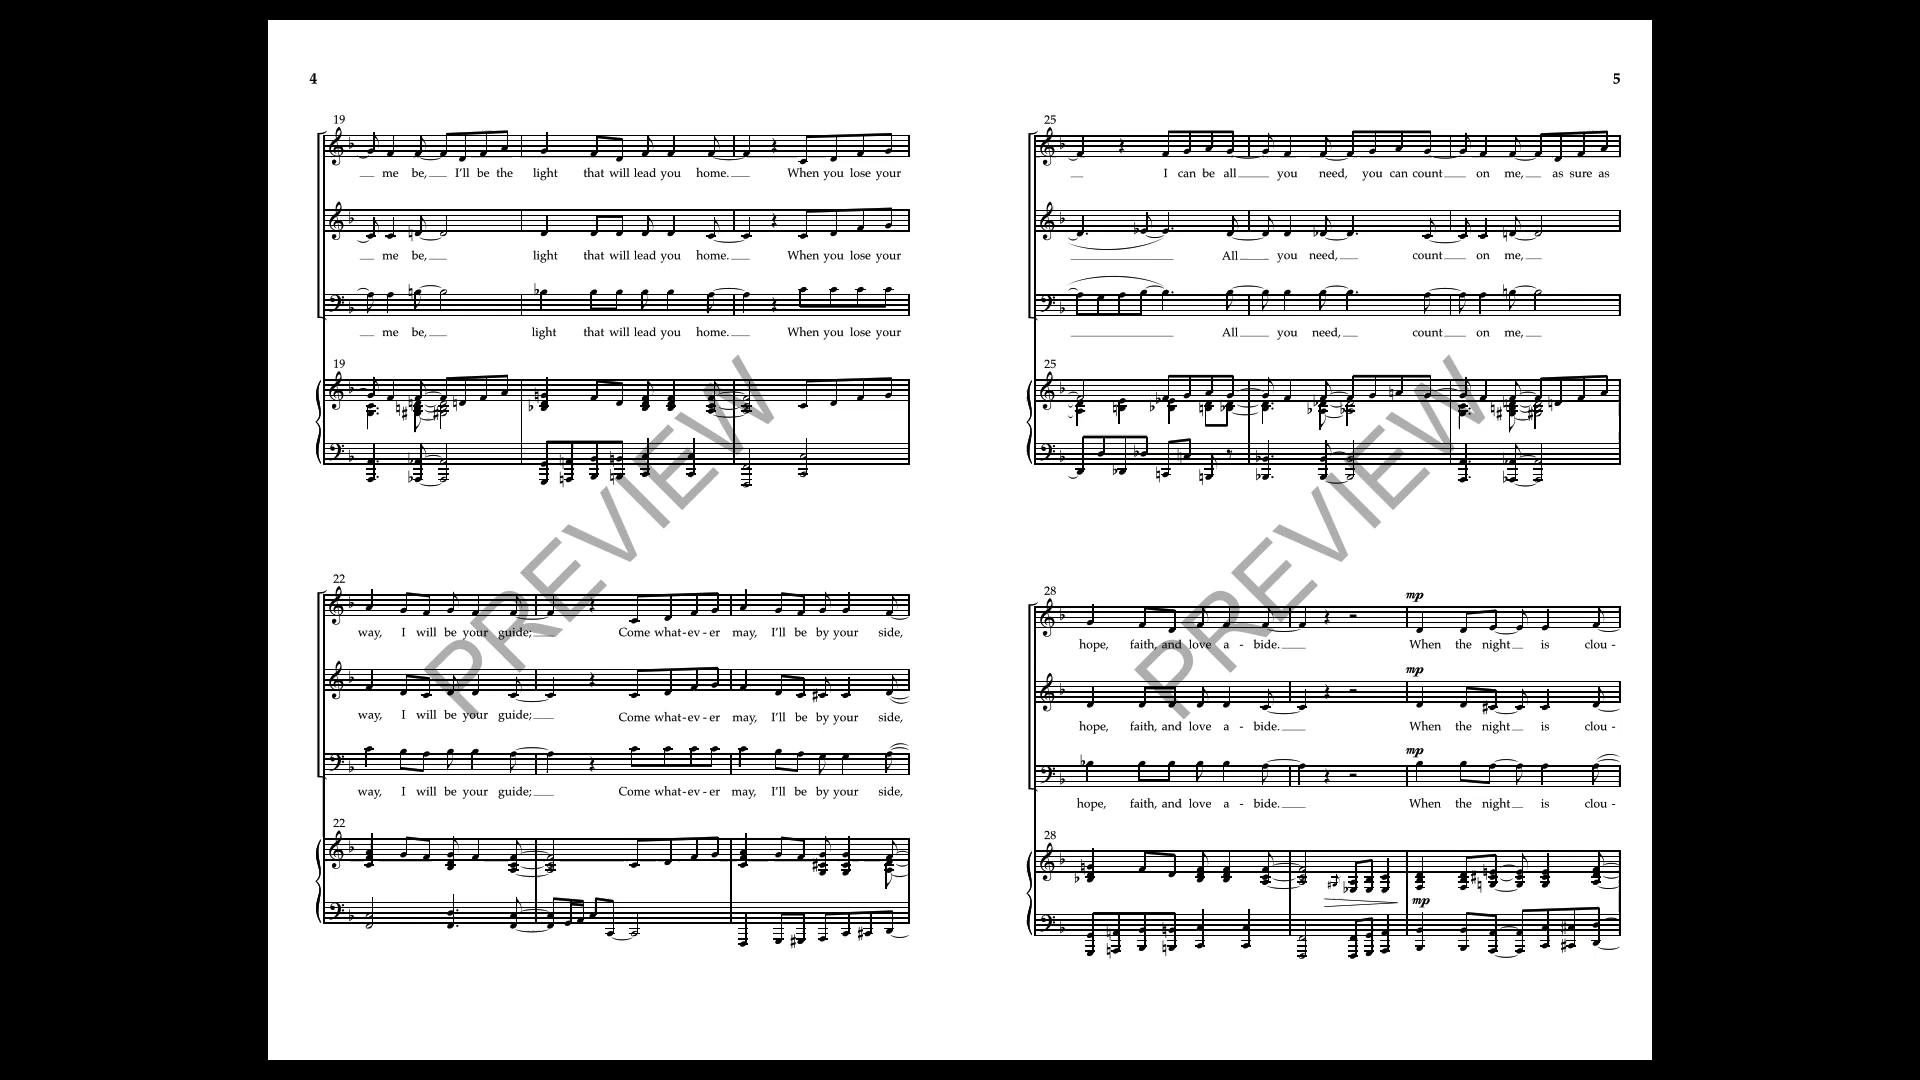 4
19
me be, I'll be the light that will lead you home. When you lose your
me be, light that will lead you home. When you lose your
me be, light that will lead you home. When you lose your
19
22
way, I will be your guide; Come what-ev-er may, I'll be by your side,
way, I will be your guide; Come what-ev-er may, I'll be by your side,
way, I will be your guide; Come what-ev-er may, I'll be by your side,
22
PREVIEW
5
25
I can be all you need, you can count on me, as sure as
All you need, count on me,
All you need, count on me,
25
28
mp
hope, faith, and love a - bide. When the night is clou -
mp
hope, faith, and love a - bide. When the night is clou -
mp
hope, faith, and love a - bide. When the night is clou -
28
mp
PREVIEW